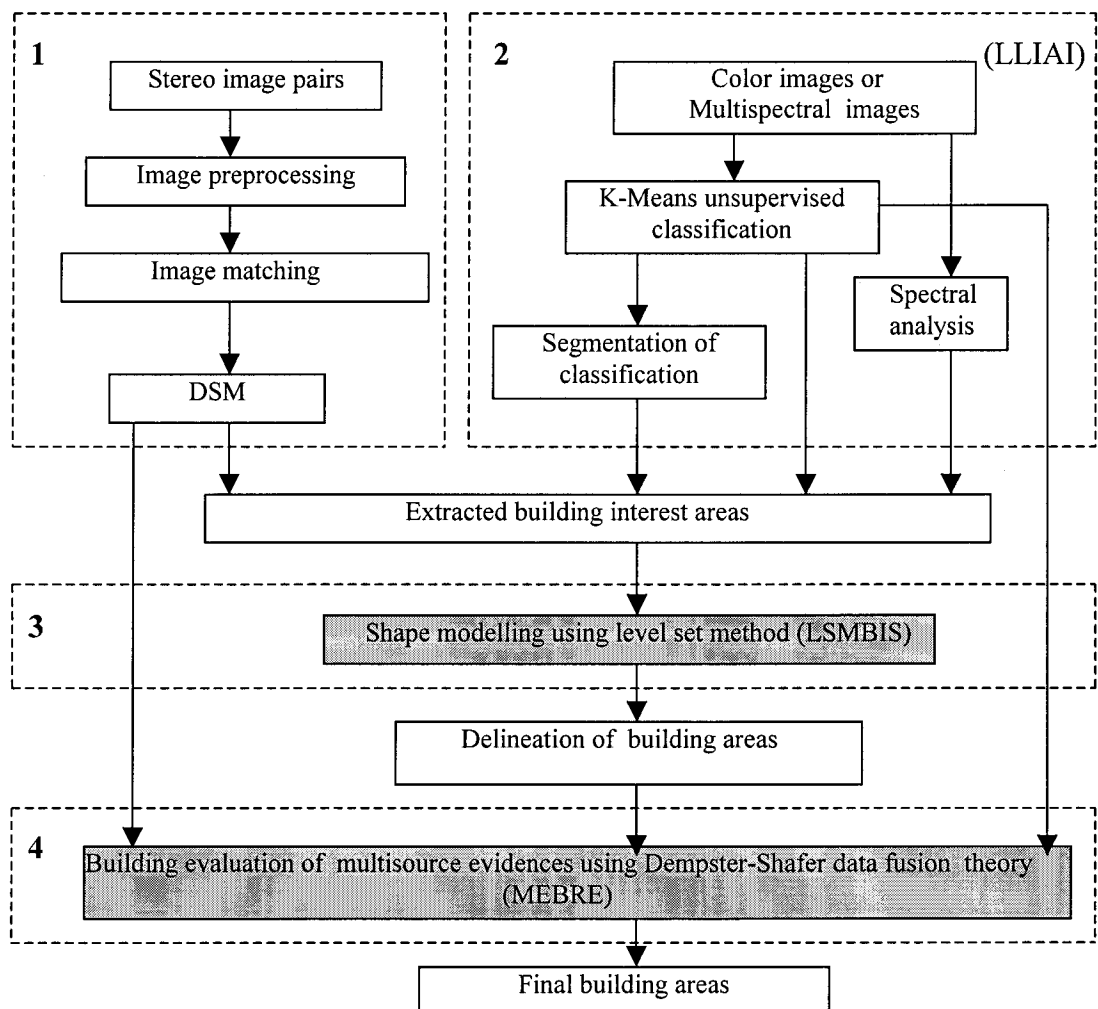 1
Stereo image pairs
Image preprocessing
Image matching
DSM
2
(LLIAI)
Color images or
Multispectral images
K-Means unsupervised
classification
Segmentation of
classification
Spectral
analysis
Extracted building interest areas
3
Shape modelling using level set method (LSMBIS)
Delineation of building areas
4
Building evaluation of multisource evidences using Dempster-Shafer data fusion theory
(MEBRE)
Final building areas